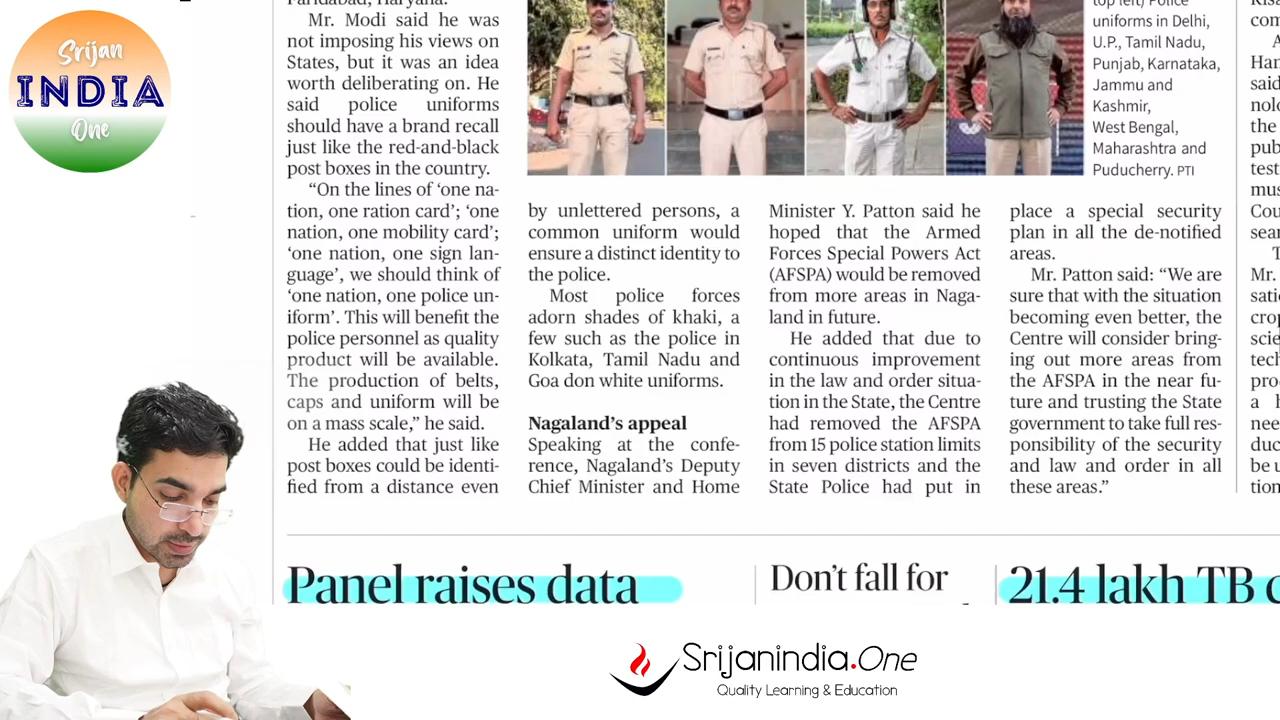 Srijan
INDIA
One
Faridabad, Haryana.
Mr. Modi said he was
not imposing his views on
States, but it was an idea
worth deliberating on. He
said police uniforms
should have a brand recall
just like the red-and-black
post boxes in the country.
“On the lines of ‘one na-
tion, one ration card’; ‘one
nation, one mobility card’;
‘one nation, one sign lan-
guage’, we should think of
‘one nation, one police un-
iform’. This will benefit the
police personnel as quality
product will be available.
The production of belts,
caps and uniform will be
on a mass scale,” he said.
He added that just like
post boxes could be identi-
fied from a distance even
by unlettered persons, a
common uniform would
ensure a distinct identity to
the police.
Most police forces
adorn shades of khaki, a
few such as the police in
Kolkata, Tamil Nadu and
Goa don white uniforms.
Nagaland’s appeal
Speaking at the confe-
rence, Nagaland’s Deputy
Chief Minister and Home
top left) Police
uniforms in Delhi,
U.P., Tamil Nadu,
Punjab, Karnataka,
Jammu and
Kashmir,
West Bengal,
Maharashtra and
Puducherry. PTI
Minister Y. Patton said he
hoped that the Armed
Forces Special Powers Act
(AFSPA) would be removed
from more areas in Naga-
land in future.
He added that due to
continuous improvement
in the law and order situa-
tion in the State, the Centre
had removed the AFSPA
from 15 police station limits
in seven districts and the
State Police had put in
place a special security
plan in all the de-notified
areas.
Mr. Patton said: “We are
sure that with the situation
becoming even better, the
Centre will consider bring-
ing out more areas from
the AFSPA in the near fu-
ture and trusting the State
government to take full res-
ponsibility of the security
and law and order in all
these areas.”
Panel raises data
Don’t fall for
21.4 lakh TB
Srijanindia.One
Quality Learning & Education